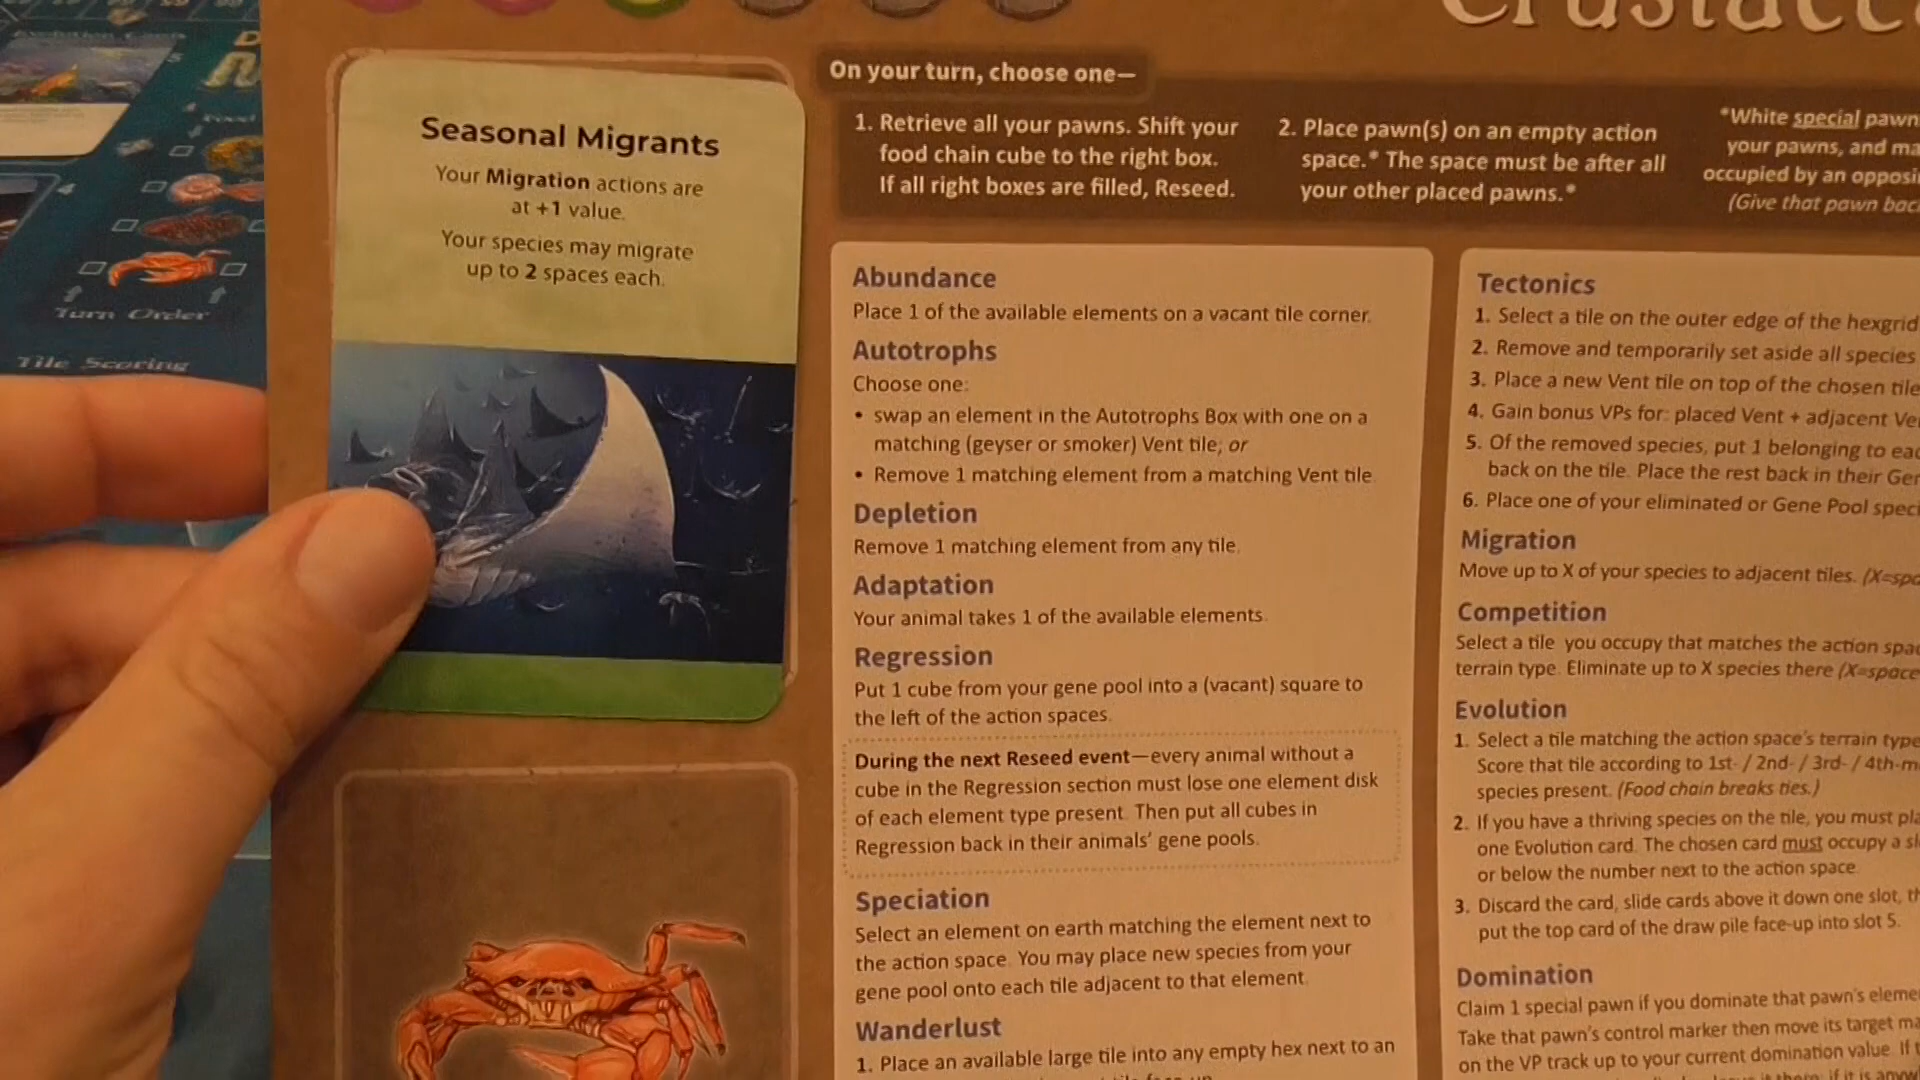 Crustac
Seasonal Migrants
Your Migration actions are
at +1 value.
Your species may migrate
up to 2 spaces each.
On your turn, choose one—
1. Retrieve all your pawns. Shift your
food chain cube to the right box.
If all right boxes are filled, Reseed.
2. Place pawn(s) on an empty action
space.* The space must be after all
your other placed pawns.*
*White special pawn
your pawns, and ma
occupied by an opposi
(Give that pawn bac
Abundance
Place 1 of the available elements on a vacant tile corner.
Autotrophs
Choose one:
• swap an element in the Autotrophs Box with one on a
matching (geyser or smoker) Vent tile; or
• Remove 1 matching element from a matching Vent tile
Depletion
Remove 1 matching element from any tile.
Adaptation
Your animal takes 1 of the available elements.
Regression
Put 1 cube from your gene pool into a (vacant) square to
the left of the action spaces.
During the next Reseed event—every animal without a
cube in the Regression section must lose one element disk
of each element type present. Then put all cubes in
Regression back in their animals' gene pools.
Speciation
Select an element on earth matching the element next to
the action space. You may place new species from your
gene pool onto each tile adjacent to that element.
Wanderlust
1. Place an available large tile into any empty hex next to an
Tectonics
1. Select a tile on the outer edge of the hexgrid
2. Remove and temporarily set aside all species
3. Place a new Vent tile on top of the chosen tile
4. Gain bonus VPs for: placed Vent + adjacent Ve
5. Of the removed species, put 1 belonging to eac
back on the tile. Place the rest back in their Ger
6. Place one of your eliminated or Gene Pool speci
Migration
Move up to X of your species to adjacent tiles. (X=spa
Competition
Select a tile you occupy that matches the action spac
terrain type. Eliminate up to X species there (X=space
Evolution
1. Select a tile matching the action space's terrain type
Score that tile according to 1st- / 2nd- / 3rd- / 4th-m
species present. (Food chain breaks ties.)
2. If you have a thriving species on the tile, you must pla
one Evolution card. The chosen card must occupy a sl
or below the number next to the action space.
3. Discard the card, slide cards above it down one slot, th
put the top card of the draw pile face-up into slot 5.
Domination
Claim 1 special pawn if you dominate that pawn's eleme
Take that pawn's control marker then move its target ma
on the VP track up to your current domination value. If t
Evolution Cards
5
4
Food
Turn Order
Tile Scoring